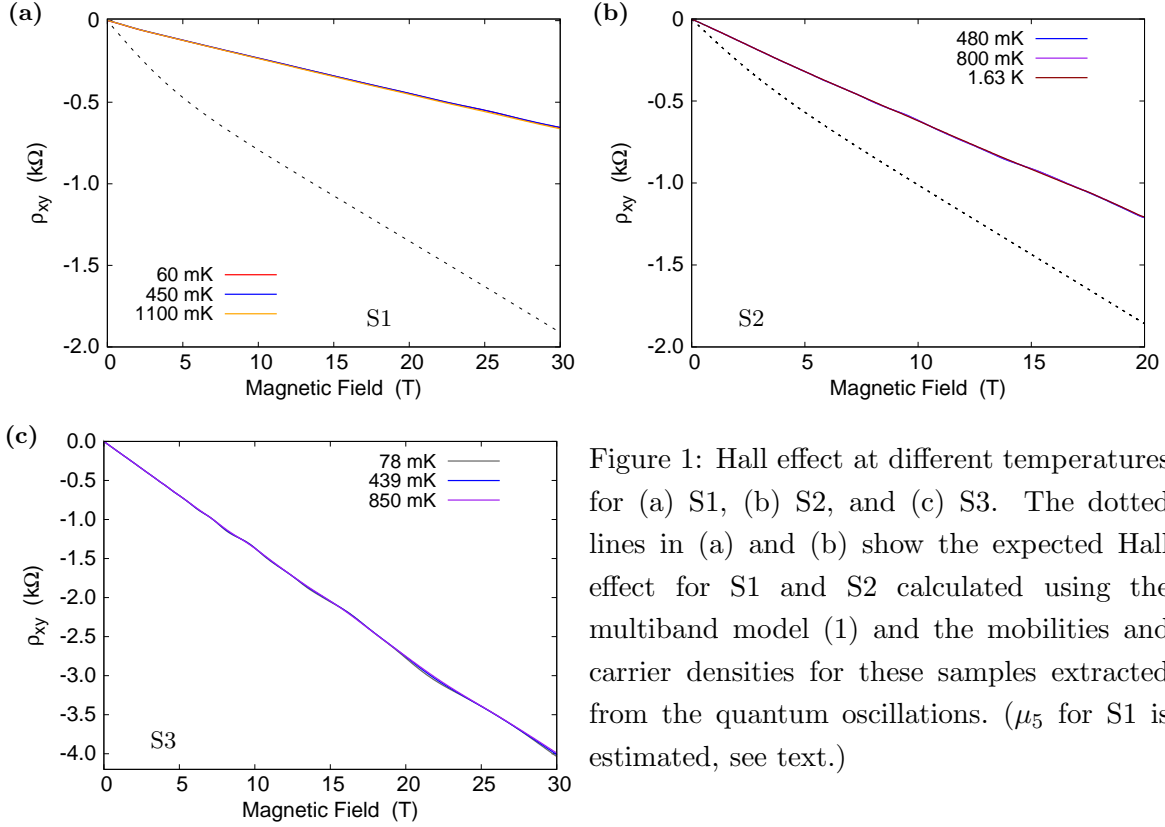 (a)
0
-0.5
-1.0
-1.5
-2.0
ρxy (kΩ)
60 mK
450 mK
1100 mK
S1
0 5 10 15 20 25 30
Magnetic Field (T)
(b)
0
-0.5
-1.0
-1.5
-2.0
ρxy (kΩ)
480 mK
800 mK
1.63 K
S2
0 5 10 15 20
Magnetic Field (T)
(c)
0.0
-0.5
-1.0
-1.5
-2.0
-2.5
-3.0
-3.5
-4.0
ρxy (kΩ)
78 mK
439 mK
850 mK
S3
0 5 10 15 20 25 30
Magnetic Field (T)
Figure 1: Hall effect at different temperatures
for (a) S1, (b) S2, and (c) S3. The dotted
lines in (a) and (b) show the expected Hall
effect for S1 and S2 calculated using the
multiband model (1) and the mobilities and
carrier densities for these samples extracted
from the quantum oscillations. (μ5 for S1 is
estimated, see text.)